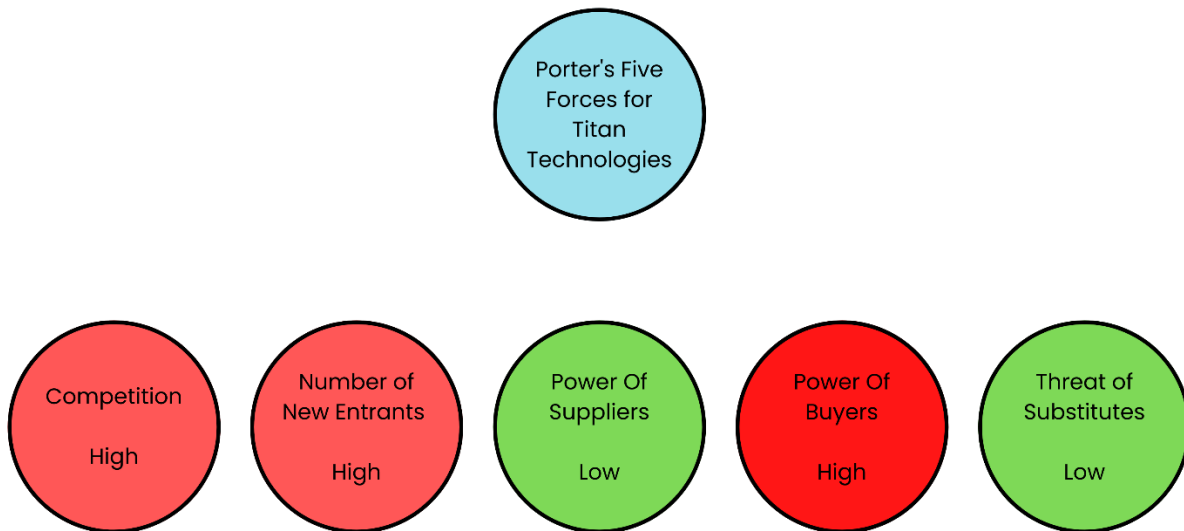 Porter's Five
Forces for
Titan
Technologies
Competition
High
Number of
New Entrants
High
Power Of
Suppliers
Low
Power Of
Buyers
High
Threat of
Substitutes
Low